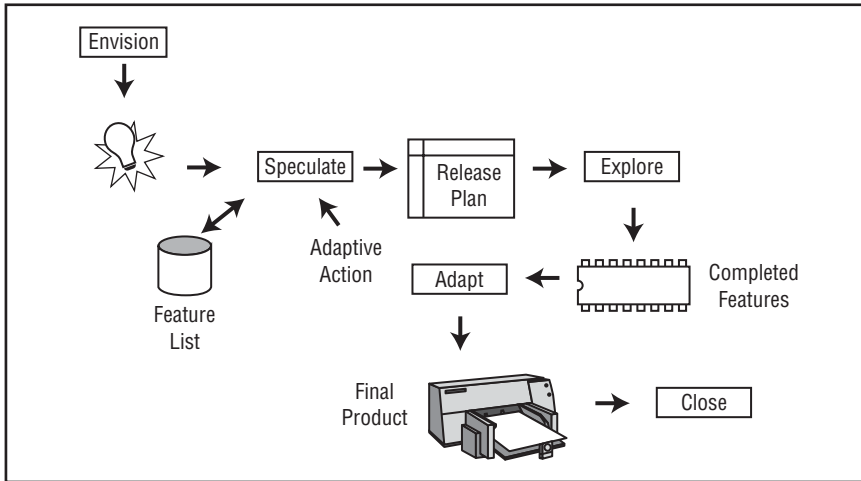 Envision
Speculate
Release
Plan
Explore
Adaptive
Action
Feature
List
Adapt
Completed
Features
Final
Product
Close